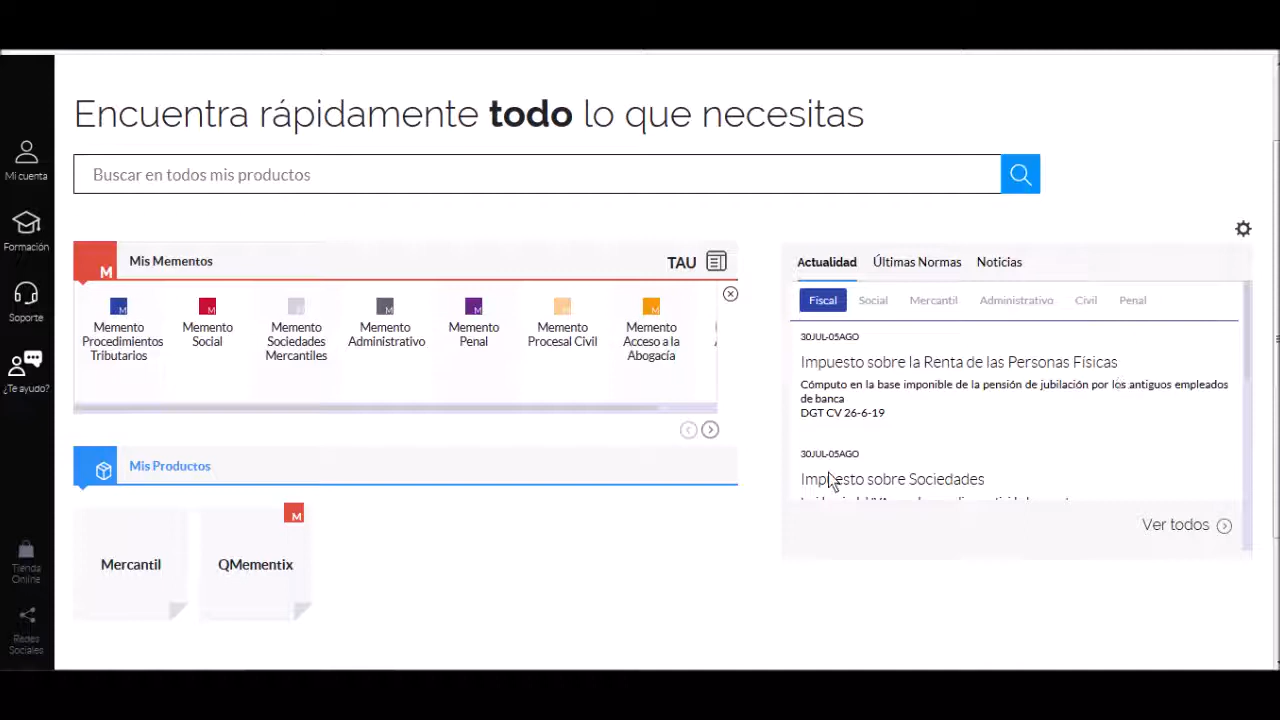 Encuentra rápidamente todo lo que necesitas
Buscar en todos mis productos
Mi cuenta
Formación
Soporte
¿Te ayudo?
Tienda
Online
Redes
Sociales
M
Mis Mementos
TAU
M
Memento
Procedimientos
Tributarios
M
Memento
Social
M
Memento
Sociedades
Mercantiles
M
Memento
Administrativo
M
Memento
Penal
M
Memento
Procesal Civil
M
Memento
Acceso a la
Abogacía
Mis Productos
Mercantil
M
QMementix
Actualidad Últimas Normas Noticias
Fiscal Social Mercantil Administrativo Civil Penal
30JUL-05AGO
Impuesto sobre la Renta de las Personas Físicas
Cómputo en la base imponible de la pensión de jubilación por los antiguos empleados
de banca
DGT CV 26-6-19
30JUL-05AGO
Impuesto sobre Sociedades
Ver todos